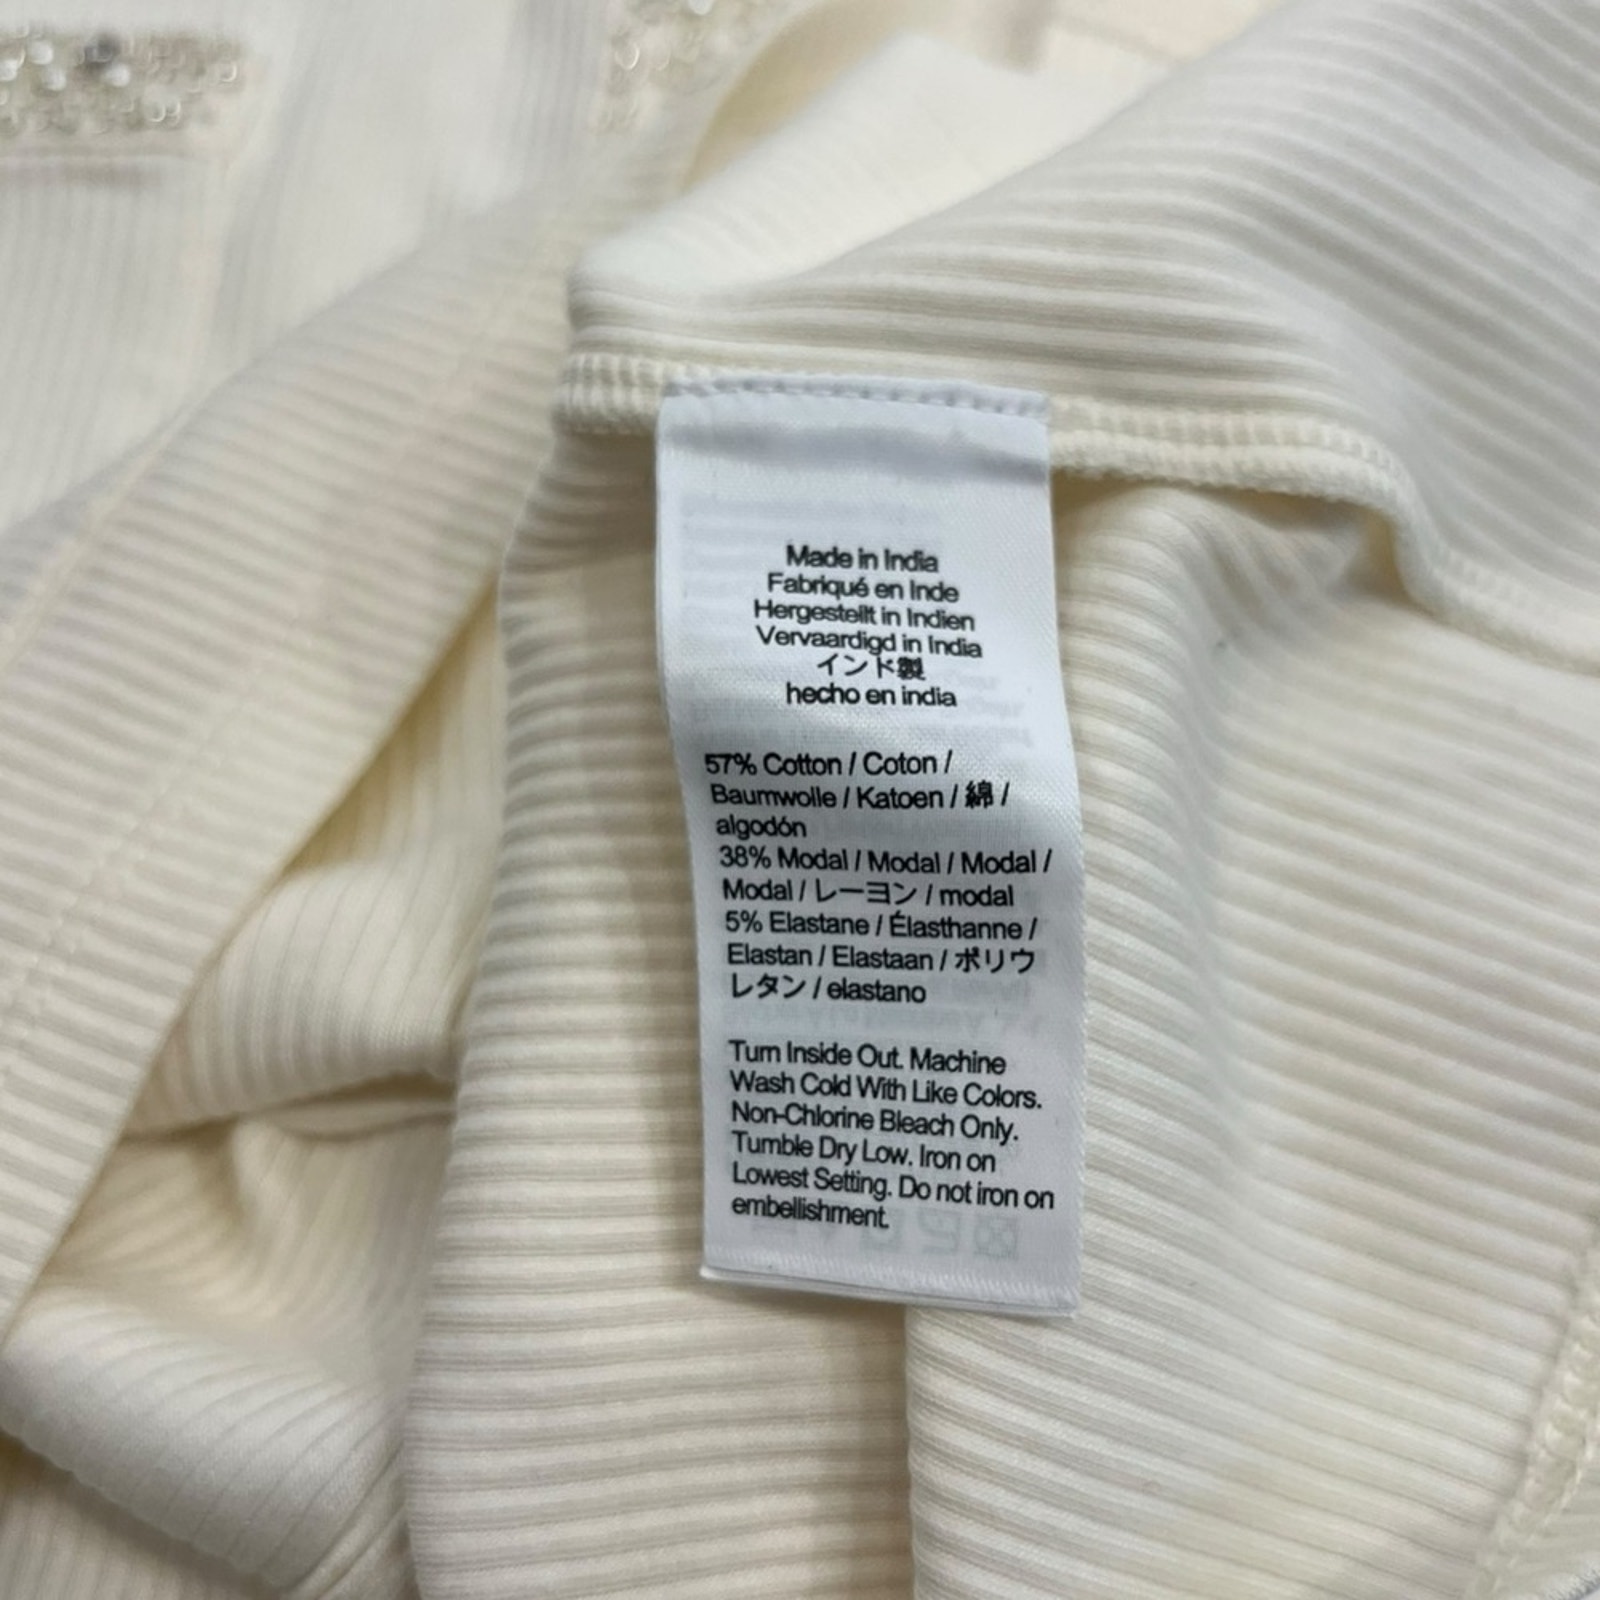 Made in India
Fabriqué en Inde
Hergestellt in Indien
Vervaardigd in India
インド製
hecho en india
57% Cotton / Coton /
Baumwolle / Katoen / 綿 /
algodón
38% Modal / Modal / Modal /
Modal / レーヨン / modal
5% Elastane / Élasthanne /
Elastan / Elastaan / ポリウ
レタン / elastano
Turn Inside Out. Machine
Wash Cold With Like Colors.
Non-Chlorine Bleach Only.
Tumble Dry Low. Iron on
Lowest Setting. Do not iron on
embellishment.